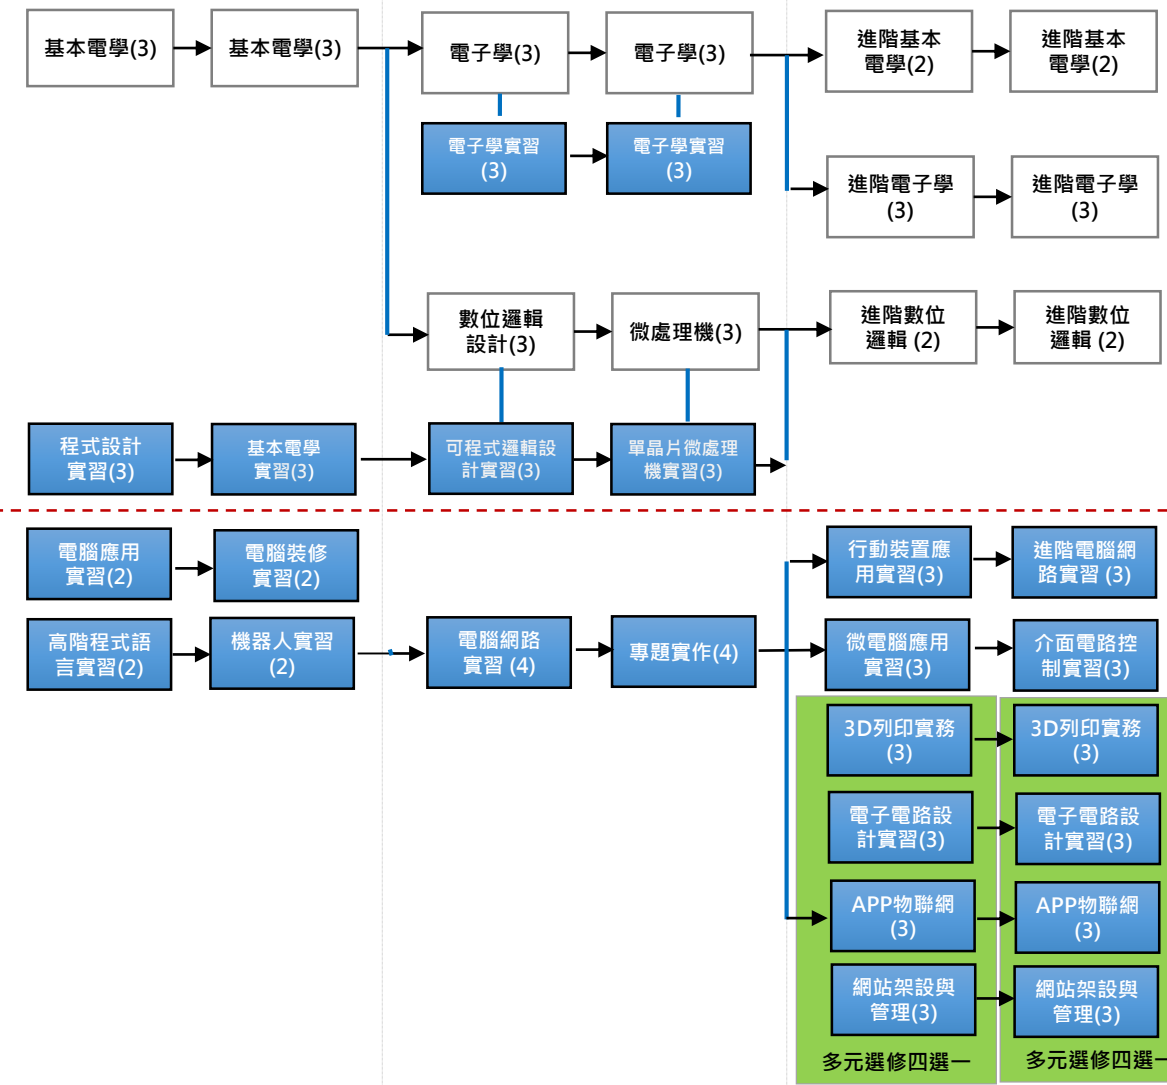 基本電學(3)
基本電學(3)
電子學(3)
電子學(3)
進階基本
電學(2)
進階基本
電學(2)
電子學實習
(3)
電子學實習
(3)
進階電子學
(3)
進階電子學
(3)
數位邏輯
設計(3)
微處理機(3)
進階數位
邏輯 (2)
進階數位
邏輯 (2)
程式設計
實習(3)
基本電學
實習(3)
可程式邏輯設
計實習(3)
單晶片微處理
機實習(3)
電腦應用
實習(2)
電腦裝修
實習(2)
行動裝置應
用實習(3)
進階電腦網
路實習 (3)
高階程式語
言實習(2)
機器人實習
(2)
電腦網路
實習 (4)
專題實作(4)
微電腦應用
實習(3)
介面電路控
制實習(3)
3D列印實務
(3)
3D列印實務
(3)
電子電路設
計實習(3)
電子電路設
計實習(3)
APP物聯網
(3)
APP物聯網
(3)
網站架設與
管理(3)
網站架設與
管理(3)
多元選修四選一
多元選修四選一